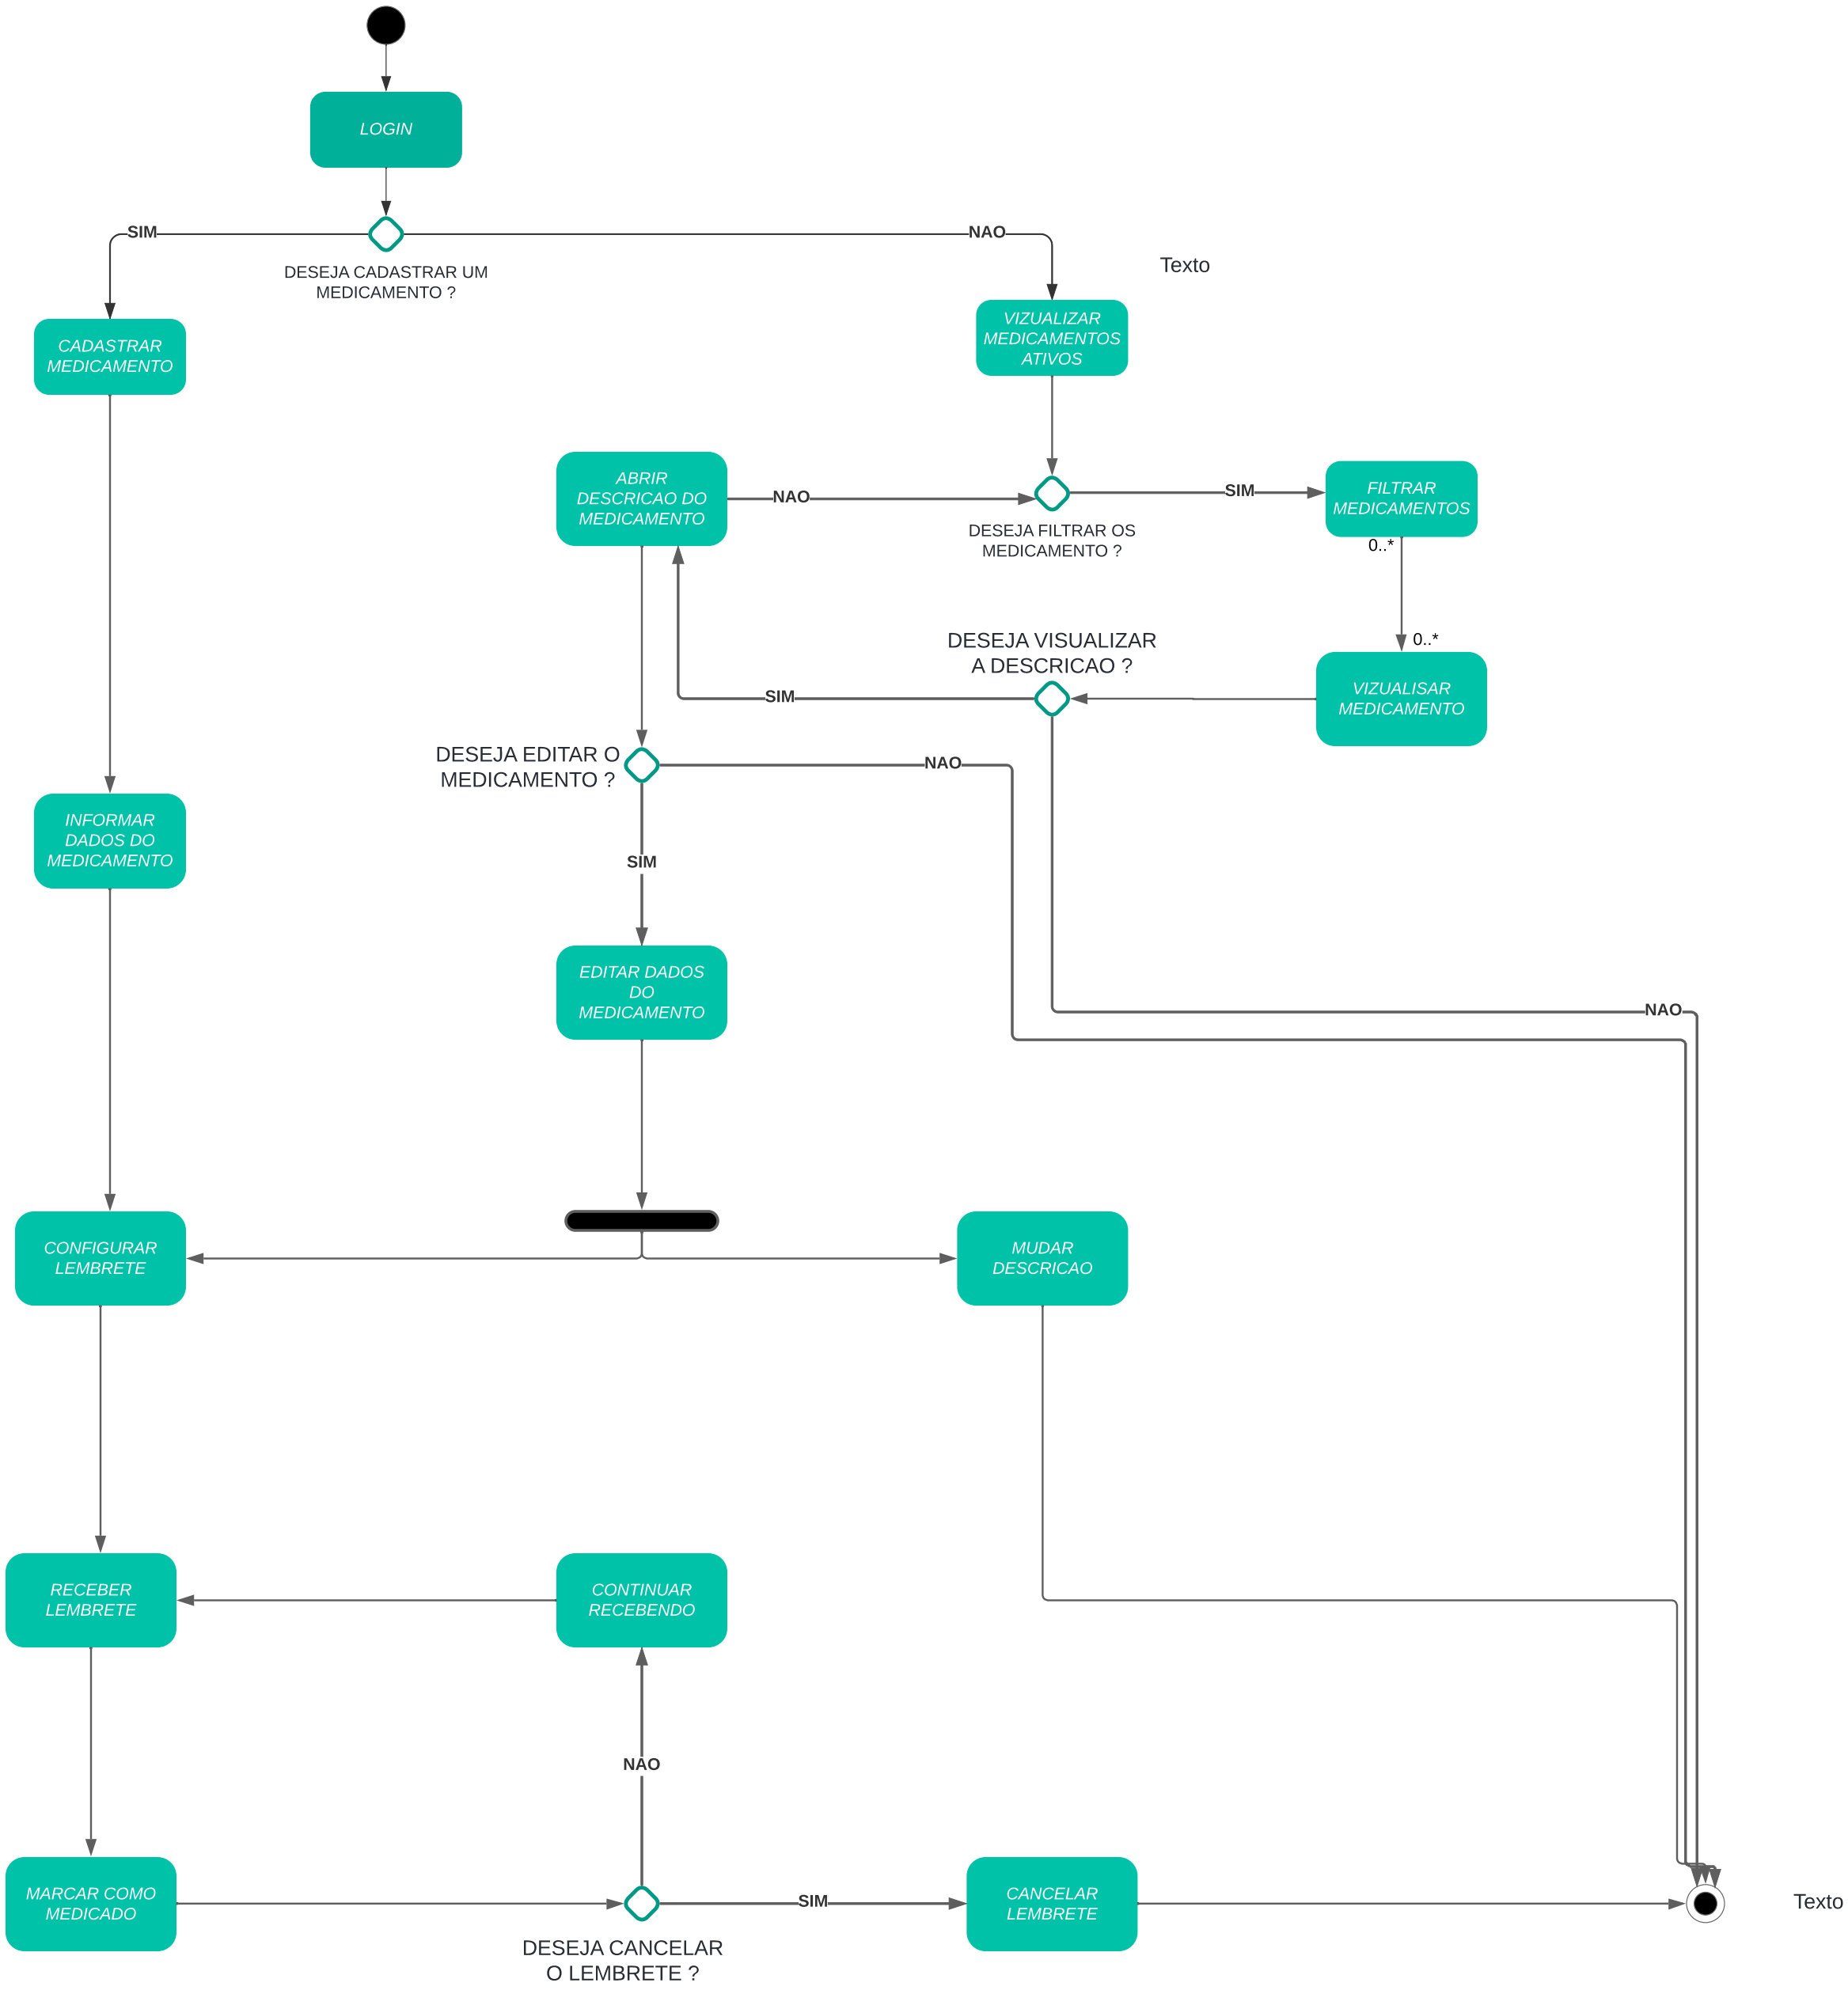 LOGIN
SIM
NAO
DESEJA CADASTRAR UM
MEDICAMENTO ?
Texto
CADASTRAR
MEDICAMENTO
VIZUALIZAR
MEDICAMENTOS
ATIVOS
ABRIR
DESCRICAO DO
MEDICAMENTO
NAO
SIM
FILTRAR
MEDICAMENTOS
DESEJA FILTRAR OS
MEDICAMENTO ?
0..*
0..*
DESEJA VISUALIZAR
A DESCRICAO ?
SIM
VIZUALISAR
MEDICAMENTO
DESEJA EDITAR O
MEDICAMENTO ?
NAO
INFORMAR
DADOS DO
MEDICAMENTO
SIM
EDITAR DADOS
DO
MEDICAMENTO
NAO
CONFIGURAR
LEMBRETE
MUDAR
DESCRICAO
RECEBER
LEMBRETE
CONTINUAR
RECEBENDO
NAO
MARCAR COMO
MEDICADO
SIM
CANCELAR
LEMBRETE
Texto
DESEJA CANCELAR
O LEMBRETE ?